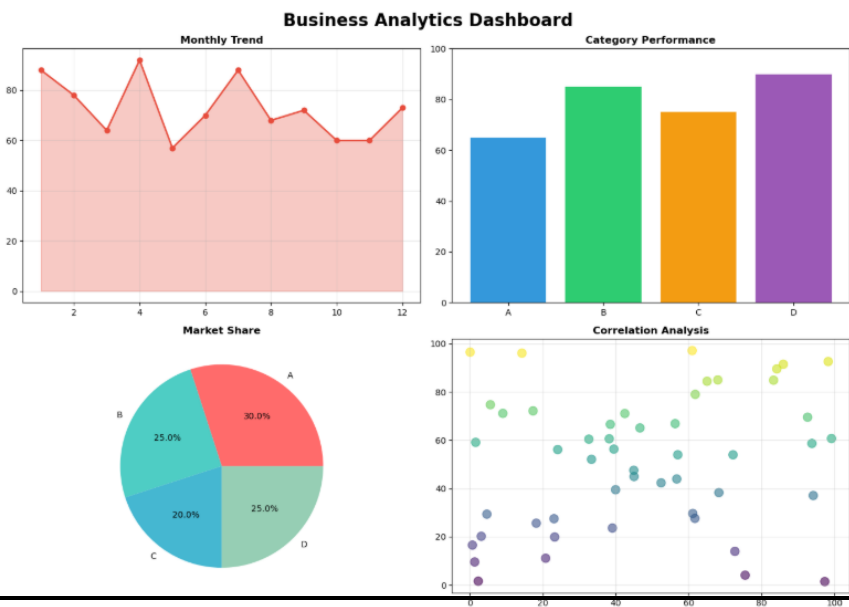 Business Analytics Dashboard
Monthly Trend
80
60
40
20
0
2 4 6 8 10 12
Category Performance
100
80
60
40
20
0
A B C D
Market Share
A
30.0%
B
25.0%
20.0%
25.0%
C
D
Correlation Analysis
100
80
60
40
20
0
0 20 40 60 80 100